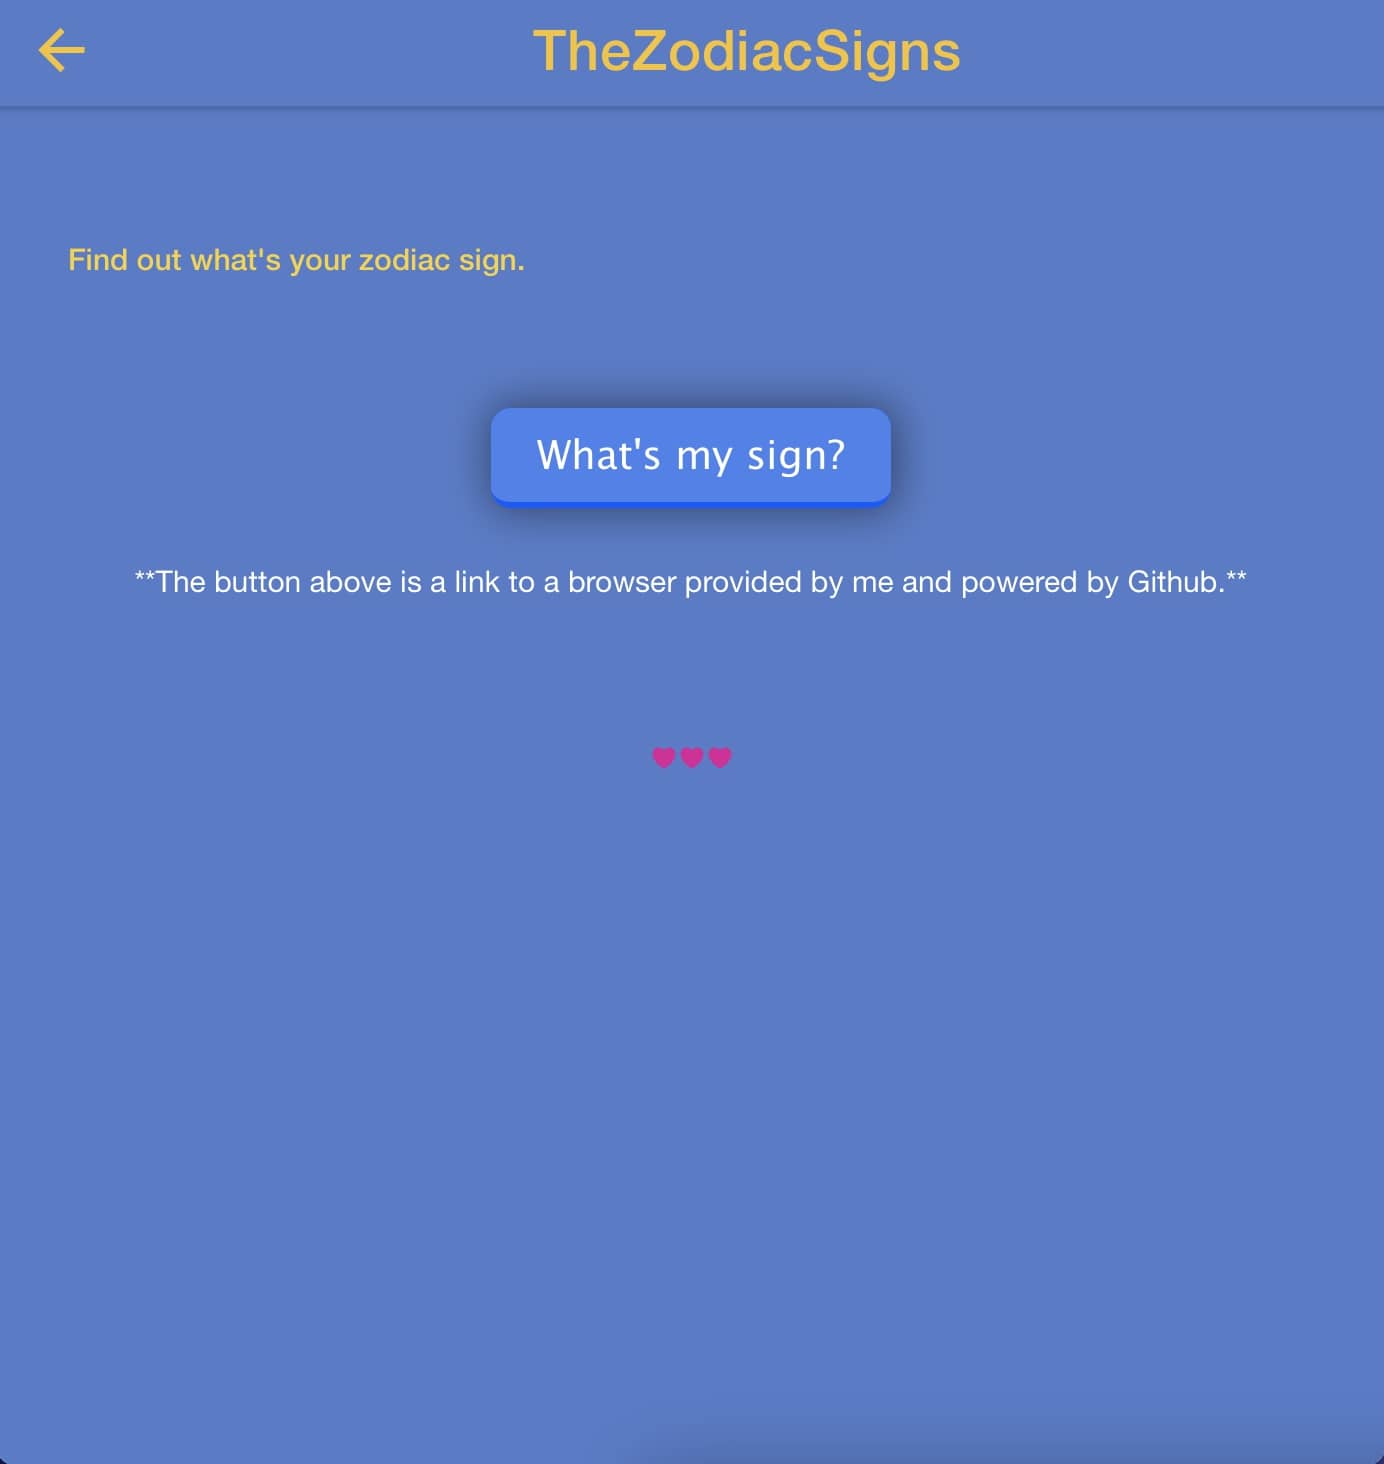 TheZodiacSigns
Find out what's your zodiac sign.
What's my sign?
**The button above is a link to a browser provided by me and powered by Github.**